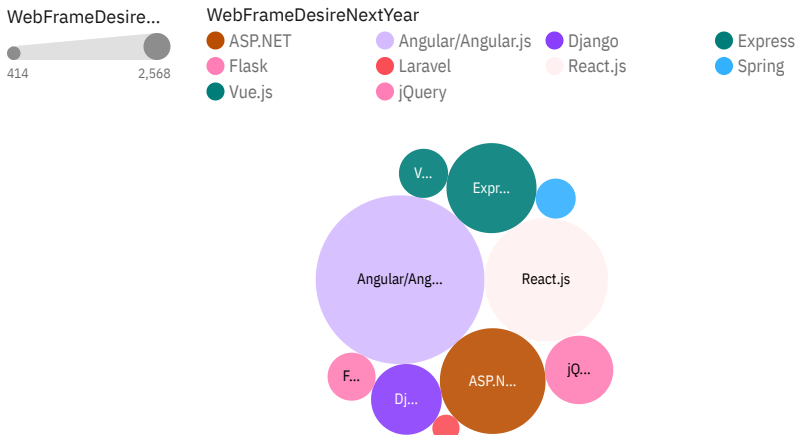 WebFrameDesire...
414
2,568
WebFrameDesireNextYear
ASP.NET
Angular/Angular.js
Django
Express
Flask
Laravel
React.js
Spring
Vue.js
jQuery
V...
Expr...
Angular/Ang...
React.js
F...
Dj...
ASP.N...
jQ...